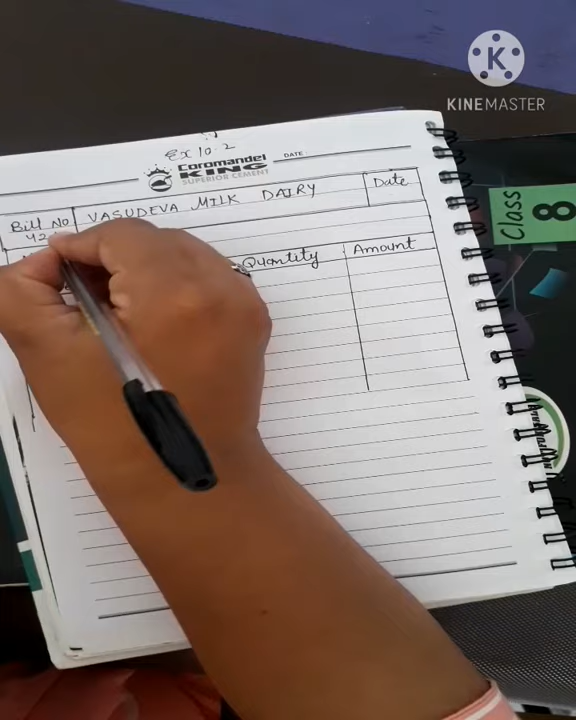 KINEMASTER
Ex 10.2
COROMANDEL
KING
SUPERIOR CEMENT
DATE:
Bill No VASUDEVA MILK DAIRY Date
Quantity Amount
Class 8